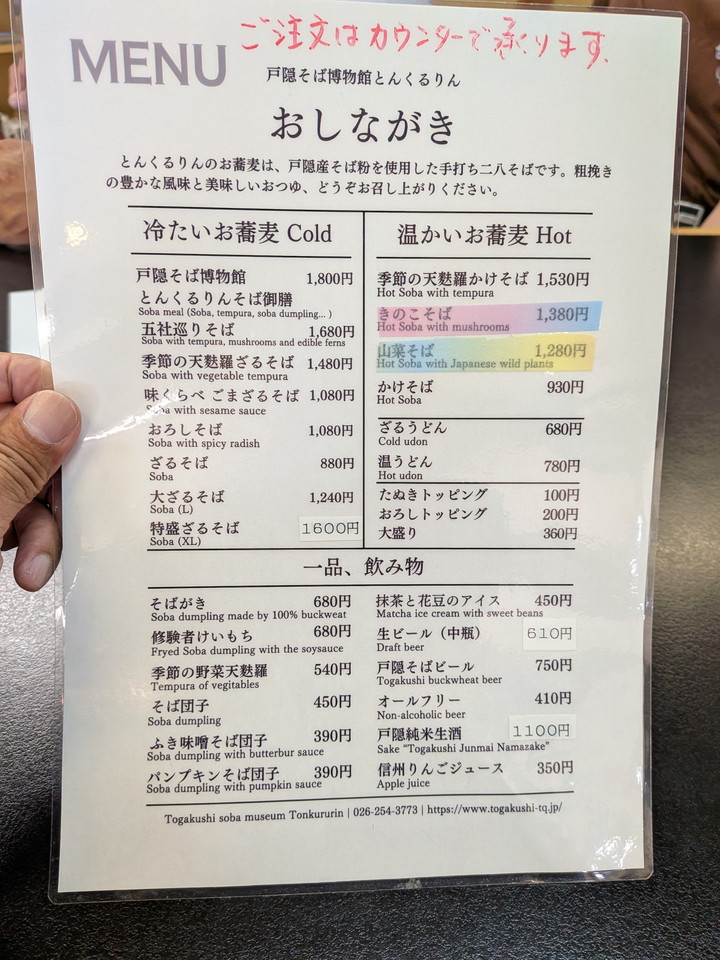 ご注文はカウンターで承ります。
MENU
戸隠そば博物館とんくるりん
おしながき
とんくるりんのお蕎麦は、戸隠産そば粉を使用した手打ち二八そばです。粗挽き
の豊かな風味と美味しいおつゆ、どうぞお召し上がりください。
冷たいお蕎麦 Cold
戸隠そば博物館 1,800円
とんくるりんそば御膳
Soba meal (Soba, tempura, soba dumpling... )
五社巡りそば 1,680円
Soba with tempura, mushrooms and edible ferns
季節の天麩羅ざるそば 1,480円
Soba with vegetable tempura
味くらべ ごまざるそば 1,080円
Soba with sesame sauce
おろしそば 1,080円
Soba with spicy radish
ざるそば 880円
Soba
大ざるそば 1,240円
Soba (L)
特盛ざるそば 1600円
Soba (XL)
温かいお蕎麦 Hot
季節の天麩羅かけそば 1,530円
Hot Soba with tempura
きのこそば 1,380円
Hot Soba with mushrooms
山菜そば 1,280円
Hot Soba with Japanese wild plants
かけそば 930円
Hot Soba
ざるうどん 680円
Cold udon
温うどん 780円
Hot udon
たぬきトッピング 100円
おろしトッピング 200円
大盛り 360円
一品、飲み物
そばがき 680円
Soba dumpling made by 100% buckweat
修験者けいもち 680円
Fryed Soba dumpling with the soysauce
季節の野菜天麩羅 540円
Tempura of vegitables
そば団子 450円
Soba dumpling
ふき味噌そば団子 390円
Soba dumpling with butterbur sauce
パンプキンそば団子 390円
Soba dumpling with pumpkin sauce
抹茶と花豆のアイス 450円
Matcha ice cream with sweet beans
生ビール（中瓶） 610円
Draft beer
戸隠そばビール 750円
Togakushi buckwheat beer
オールフリー 410円
Non-alcoholic beer
戸隠純米生酒 1100円
Sake "Togakushi Junmai Namazake"
信州りんごジュース 350円
Apple juice
Togakushi soba museum Tonkururin | 026-254-3773 | https://www.togakushi-tq.jp/